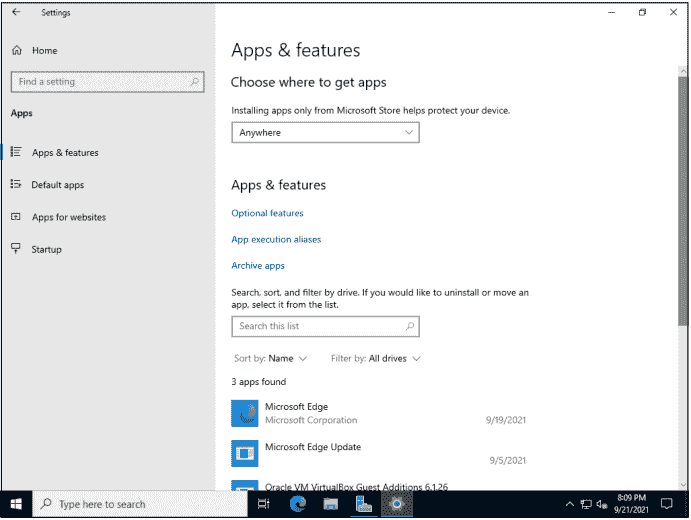 Settings
Home
Find a setting
Apps
Apps & features
Default apps
Apps for websites
Startup
Apps & features
Choose where to get apps
Installing apps only from Microsoft Store helps protect your device.
Anywhere
Apps & features
Optional features
App execution aliases
Archive apps
Search, sort, and filter by drive. If you would like to uninstall or move an
app, select it from the list.
Search this list
Sort by: Name Filter by: All drives
3 apps found
Microsoft Edge
Microsoft Corporation 9/19/2021
Microsoft Edge Update
9/5/2021
Oracle VM VirtualBox Guest Additions 6.1.26
Type here to search
8:09 PM
9/21/2021